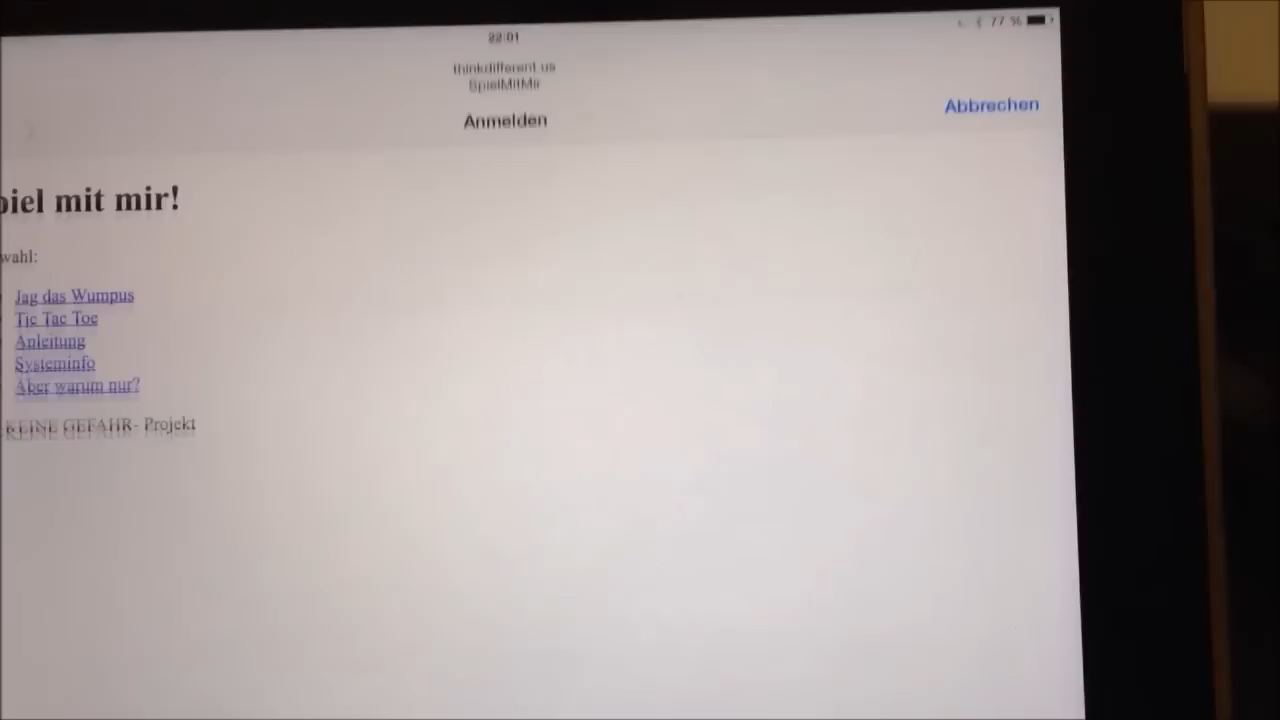 22:01
77 %
thinkdifferent.us
SpielMitMir
Anmelden
Abbrechen
piel mit mir!
wahl:
Jag das Wumpus
Tic Tac Toe
Anleitung
Systeminfo
Aber warum nur?
KEINE GEFAHR- Projekt